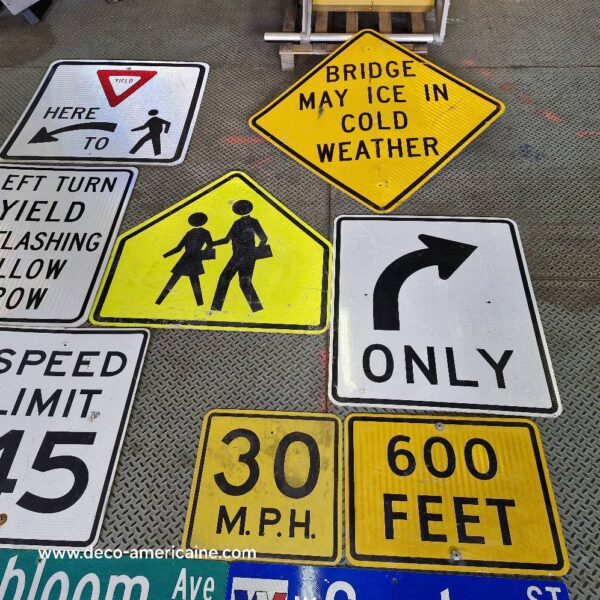 YIELD
HERE
TO
BRIDGE
MAY ICE IN
COLD
WEATHER
EFT TURN
YIELD
FLASHING
LLOW
ROW
ONLY
SPEED
LIMIT
45
30
M.P.H.
600
FEET
www.deco-americaine.com
bloom Ave
ST